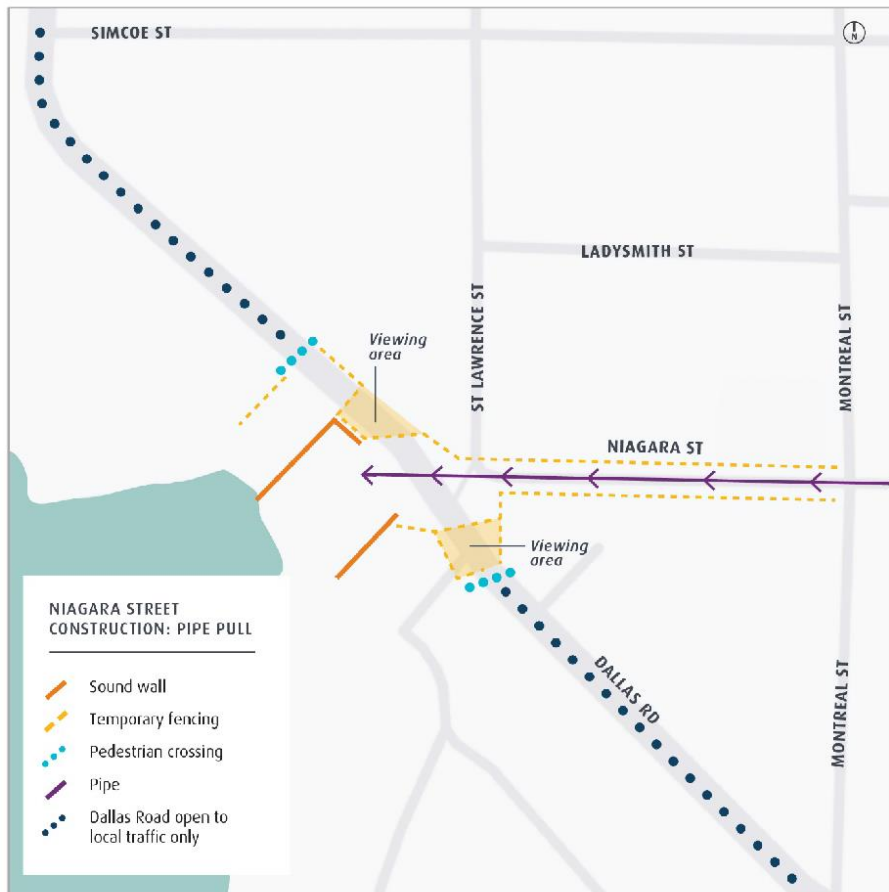 SIMCOE ST
N
LADYSMITH ST
ST LAWRENCE ST
MONTREAL ST
Viewing
area
NIAGARA ST
Viewing
area
DALLAS RD
MONTREAL ST
NIAGARA STREET
CONSTRUCTION: PIPE PULL
Sound wall
Temporary fencing
Pedestrian crossing
Pipe
Dallas Road open to
local traffic only